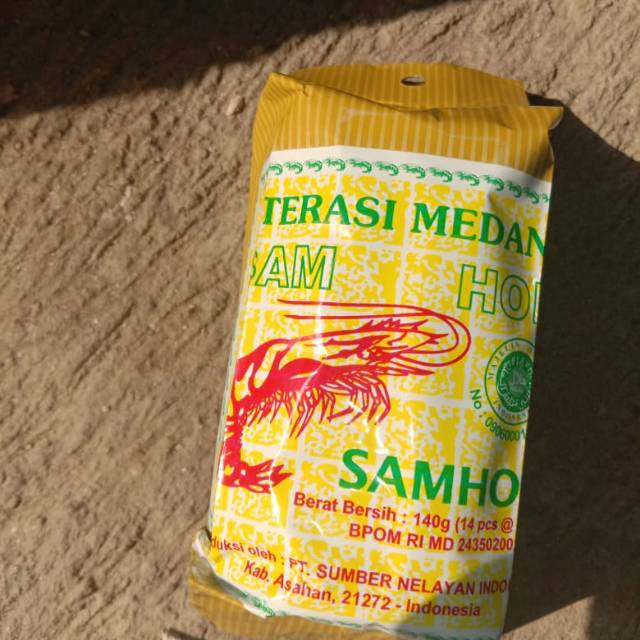 TERASI MEDAN
SAM HO
SAMHO
Berat Bersih : 140g (14 pcs @
BPOM RI MD 24350200
duksi oleh : PT. SUMBER NELAYAN INDO
Kab. Asahan, 21272 - Indonesia